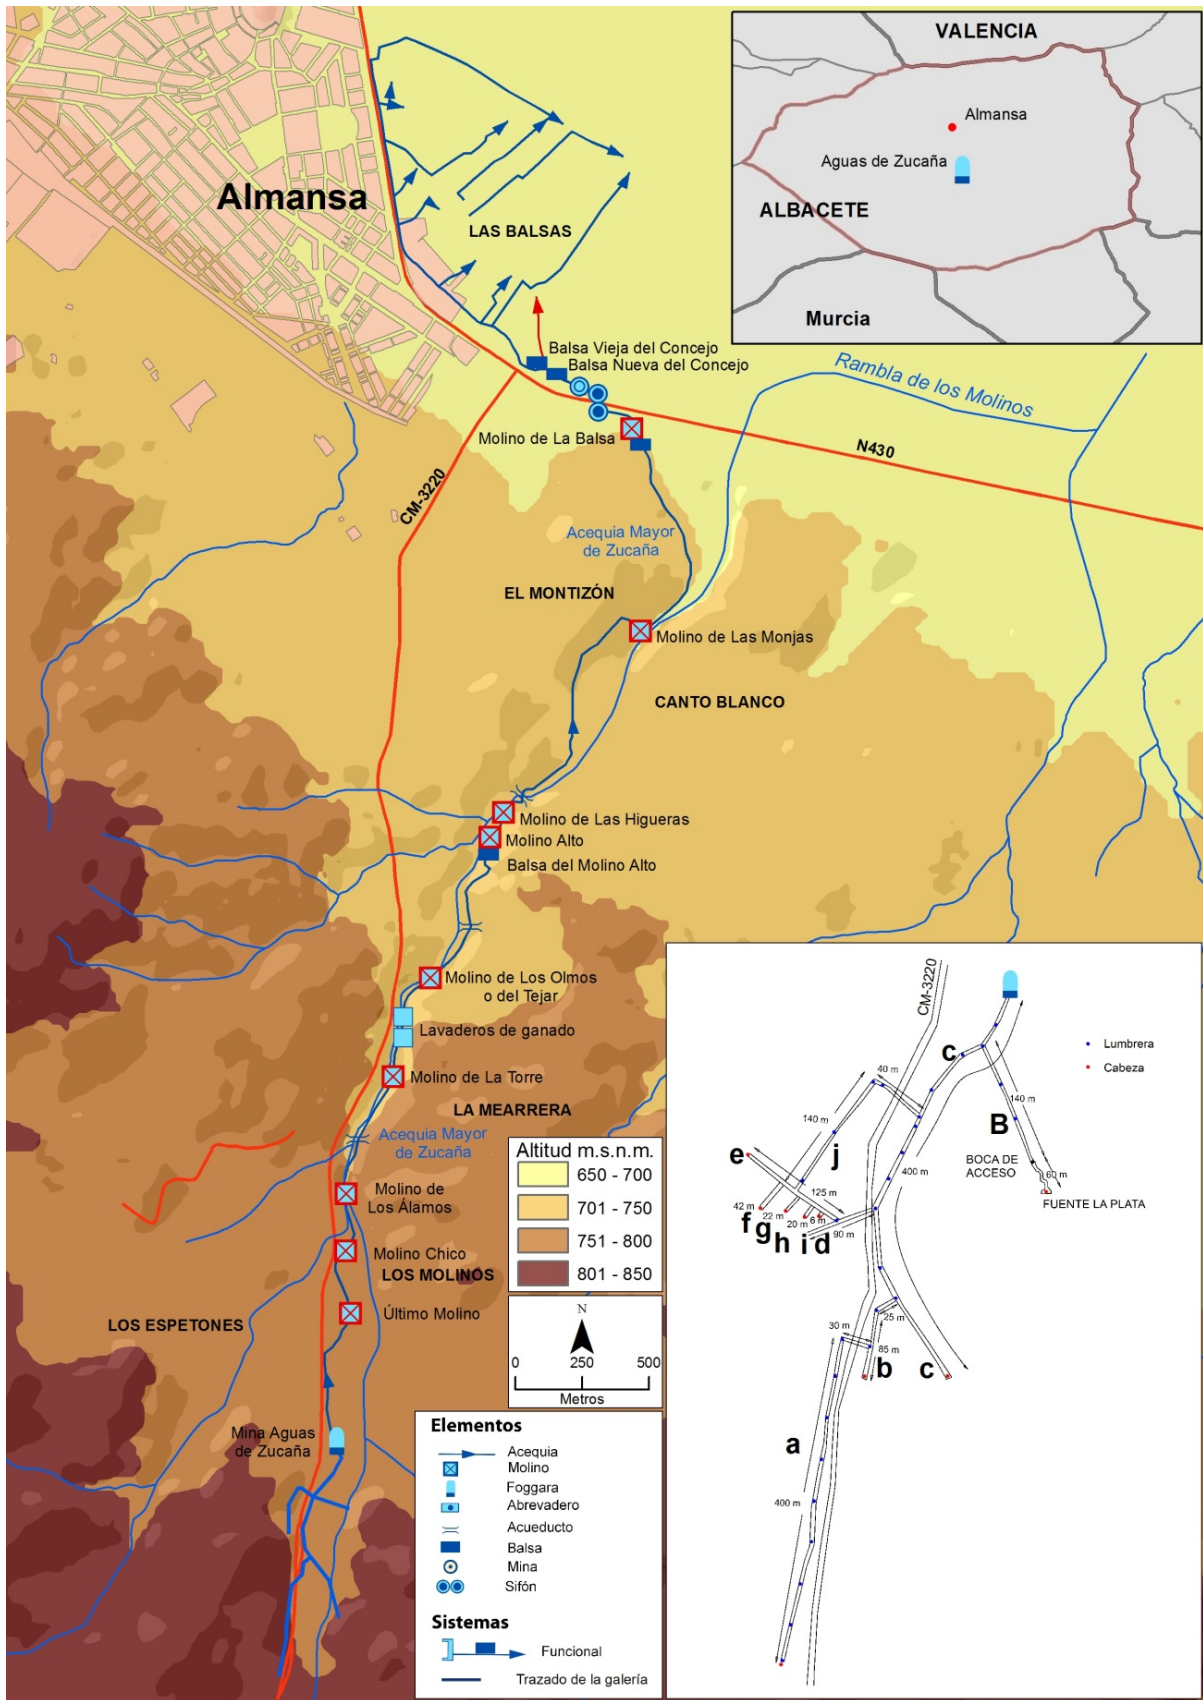 Almansa
LAS BALSAS
VALENCIA
Almansa
Aguas de Zucaña
ALBACETE
Murcia
Balsa Vieja del Concejo
Balsa Nueva del Concejo
Rambla de los Molinos
Molino de La Balsa
N430
CM-3220
Acequia Mayor
de Zucaña
EL MONTIZÓN
Molino de Las Monjas
CANTO BLANCO
Molino de Las Higueras
Molino Alto
Balsa del Molino Alto
Molino de Los Olmos
o del Tejar
Lavaderos de ganado
Molino de La Torre
LA MEARRERA
Acequia Mayor
de Zucaña
Molino de
Los Álamos
Molino Chico
LOS MOLINOS
Último Molino
LOS ESPETONES
Mina Aguas
de Zucaña
Altitud m.s.n.m.
650 - 700
701 - 750
751 - 800
801 - 850
N
0 250 500
Metros
Elementos
Acequia
Molino
Foggara
Abrevadero
Acueducto
Balsa
Mina
Sifón
Sistemas
Funcional
Trazado de la galería
CM-3220
Lumbrera
Cabeza
c
40 m
140 m
140 m
B
j
BOCA DE
ACCESO
60 m
FUENTE LA PLATA
e
400 m
125 m
42 m
22 m
20 m
6 m
90 m
f
g
h
i
d
25 m
30 m
85 m
b
c
a
400 m